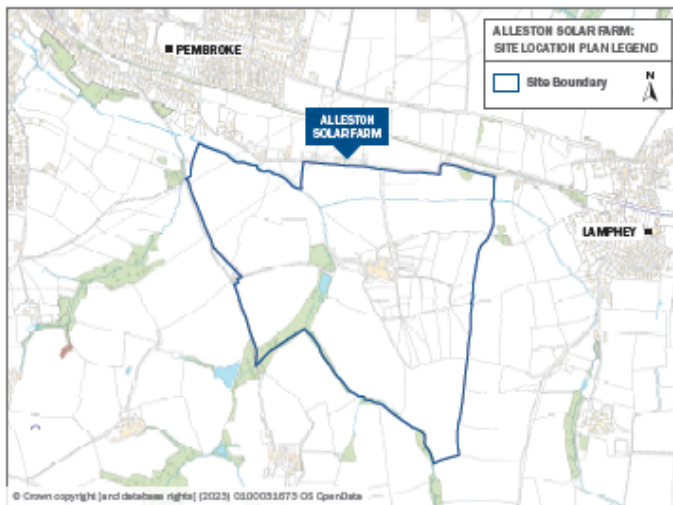 ALLESTON SOLAR FARM:
SITE LOCATION PLAN LEGEND
Site Boundary
N
PEMBROKE
ALLESTON
SOLAR FARM
LAMPHEY
© Crown copyright [and database rights] (2023) 0100031673 OS OpenData